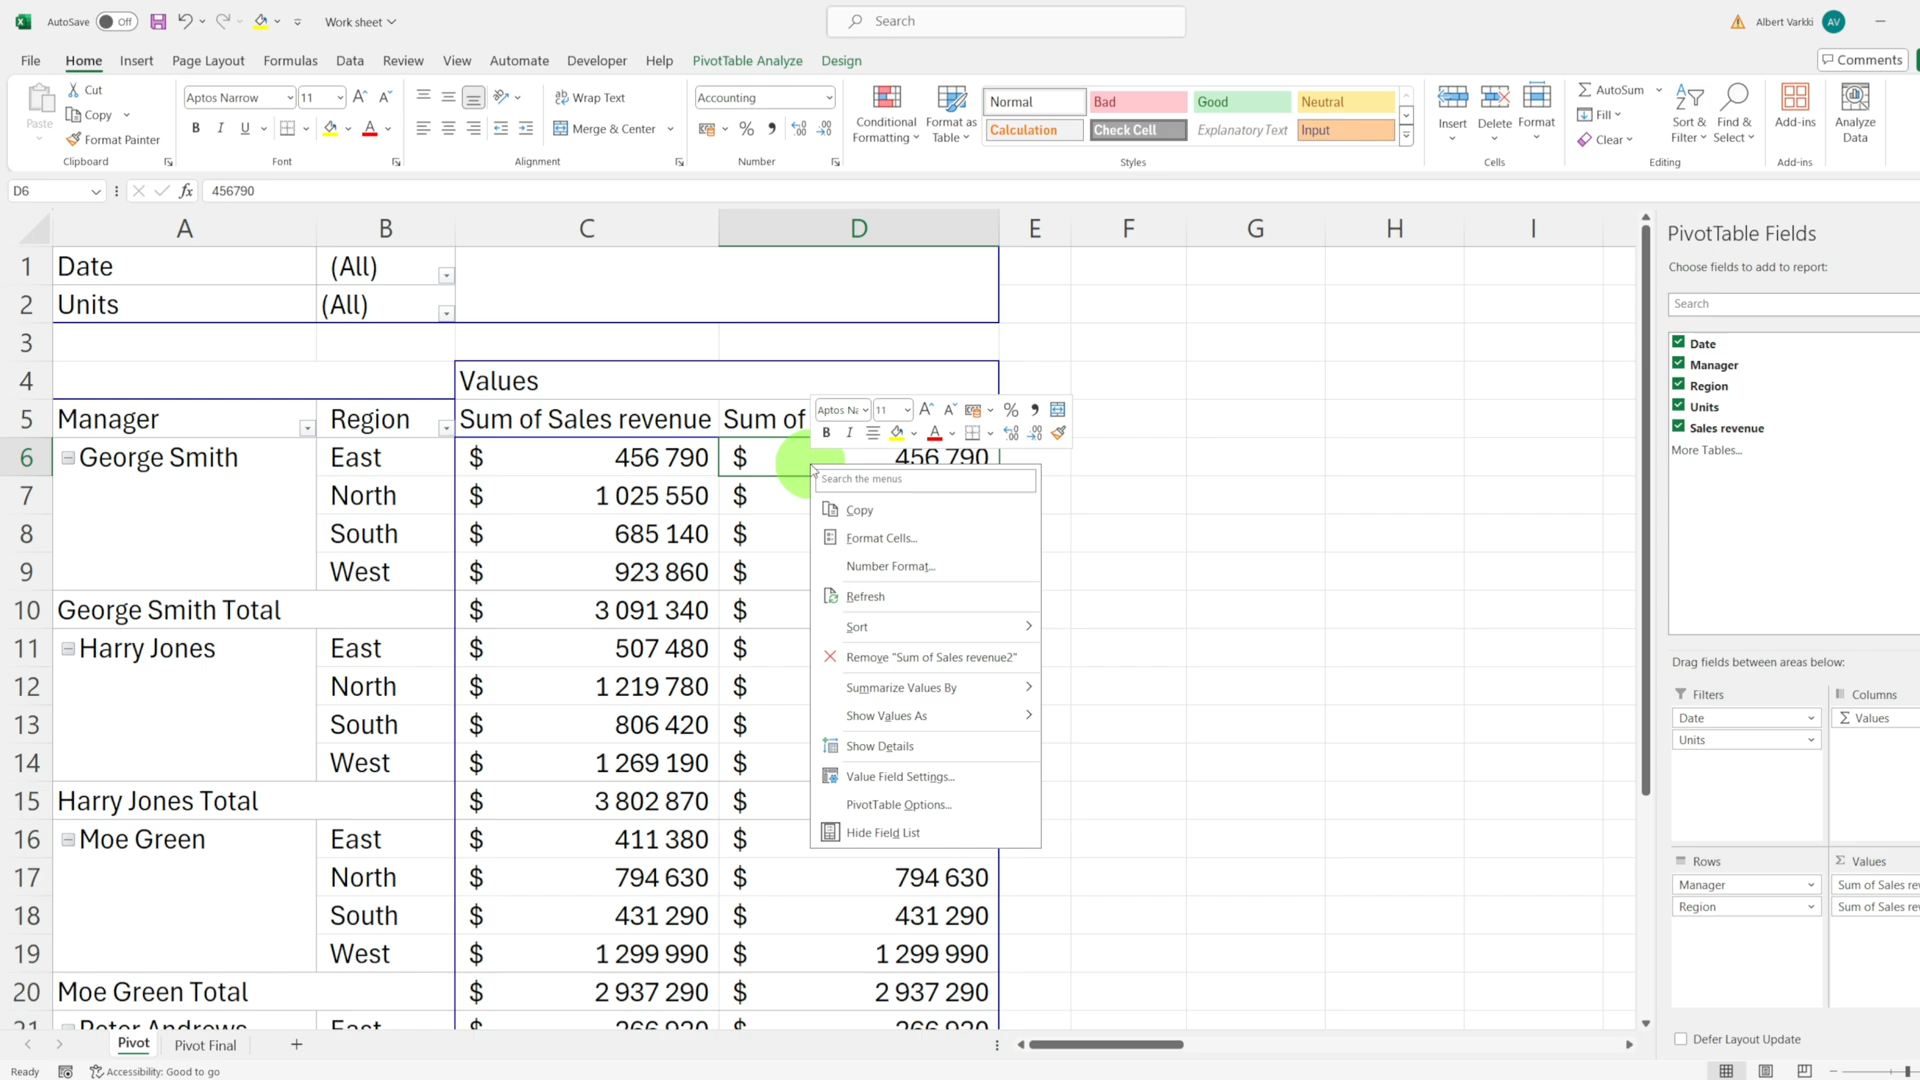 AutoSave Off Work sheet Search Albert Varkki AV
File Home Insert Page Layout Formulas Data Review View Automate Developer Help PivotTable Analyze Design Comments
Paste Cut Copy Format Painter
Clipboard
Aptos Narrow 11
B I U A
Font
Wrap Text
Merge & Center
Alignment
Accounting
% ,
Number
Conditional Formatting
Format as Table
Normal Bad Good Neutral
Calculation Check Cell Explanatory Text Input
Styles
Insert Delete Format
Cells
AutoSum
Fill
Clear
Sort & Filter
Find & Select
Editing
Add-ins
Add-ins
Analyze Data
D6 fx 456790
A B C D E F G H I
1 Date (All)
2 Units (All)
3
4 Values
5 Manager Region Sum of Sales revenue Sum of
6 George Smith East $ 456 790 $ 456 790
7 North $ 1 025 550 $
8 South $ 685 140 $
9 West $ 923 860 $
10 George Smith Total $ 3 091 340 $
11 Harry Jones East $ 507 480 $
12 North $ 1 219 780 $
13 South $ 806 420 $
14 West $ 1 269 190 $
15 Harry Jones Total $ 3 802 870 $
16 Moe Green East $ 411 380 $
17 North $ 794 630 $ 794 630
18 South $ 431 290 $ 431 290
19 West $ 1 299 990 $ 1 299 990
20 Moe Green Total $ 2 937 290 $ 2 937 290
21 Peter Andrews East $ 266 920 $ 266 920
Aptos Na 11 A A % ,
B I A
Search the menus
Copy
Format Cells...
Number Format...
Refresh
Sort
Remove "Sum of Sales revenue2"
Summarize Values By
Show Values As
Show Details
Value Field Settings...
PivotTable Options...
Hide Field List
PivotTable Fields
Choose fields to add to report:
Search
Date
Manager
Region
Units
Sales revenue
More Tables...
Drag fields between areas below:
Filters
Date
Units
Columns
Σ Values
Rows
Manager
Region
Σ Values
Sum of Sales rev
Sum of Sales rev
Defer Layout Update
Pivot Pivot Final
Ready Accessibility: Good to go